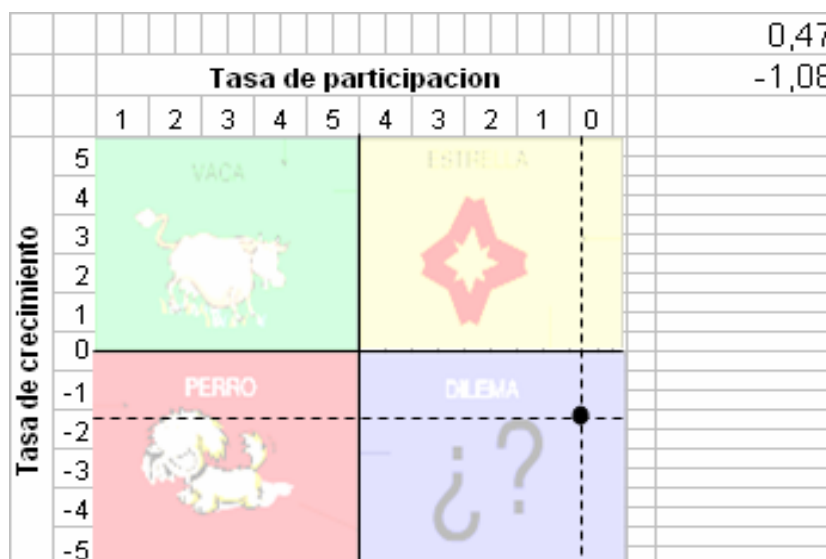 0,47
Tasa de participacion
-1,08
1 2 3 4 5 4 3 2 1 0
Tasa de crecimiento
5
VACA
ESTRELLA
4
3
2
1
0
-1
PERRO
DILEMA
-2
¿?
-3
-4
-5